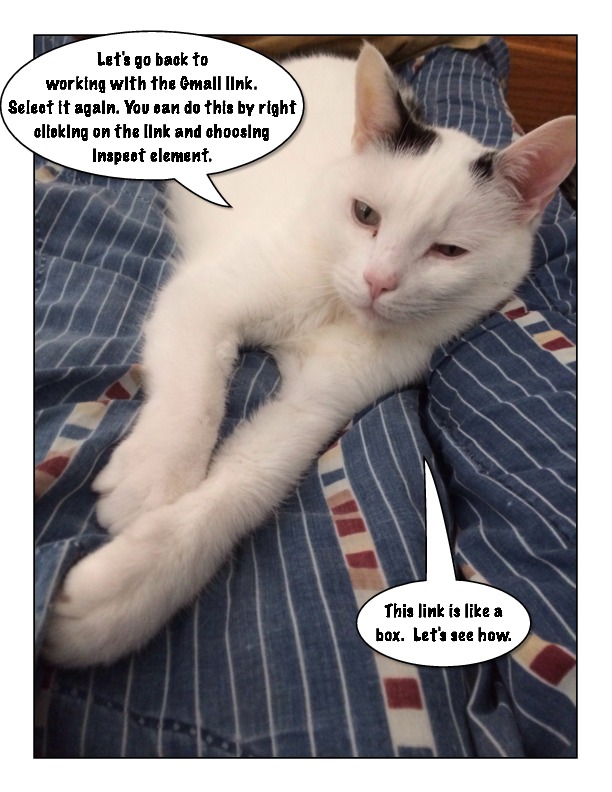 Let's go back to
working with the Gmail link.
Select it again. You can do this by right
clicking on the link and choosing
Inspect element.
This link is like a
box. Let's see how.